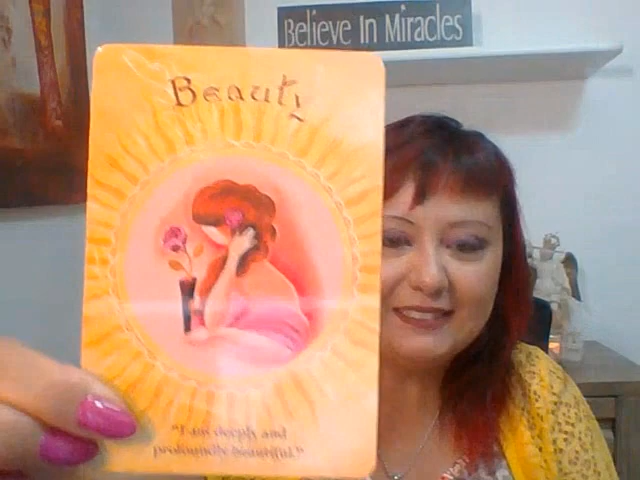 Believe In Miracles
Beauty
"I am deeply and
profoundly beautiful."